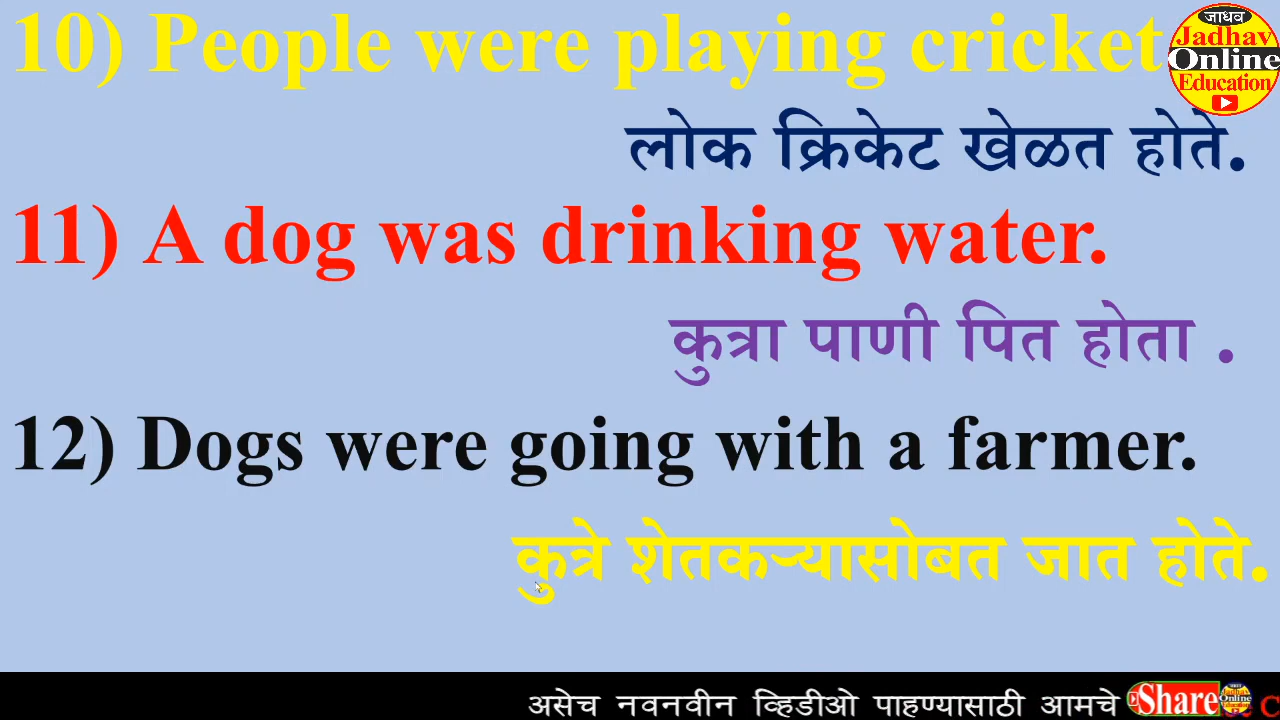 10) People were playing cricket
जाधव
Jadhav
Online
Education
लोक क्रिकेट खेळत होते.
11) A dog was drinking water.
कुत्रा पाणी पित होता .
12) Dogs were going with a farmer.
कुत्रे शेतकऱ्यासोबत जात होते.
असेच नवनवीन व्हिडीओ पाहण्यासाठी आमचे Share